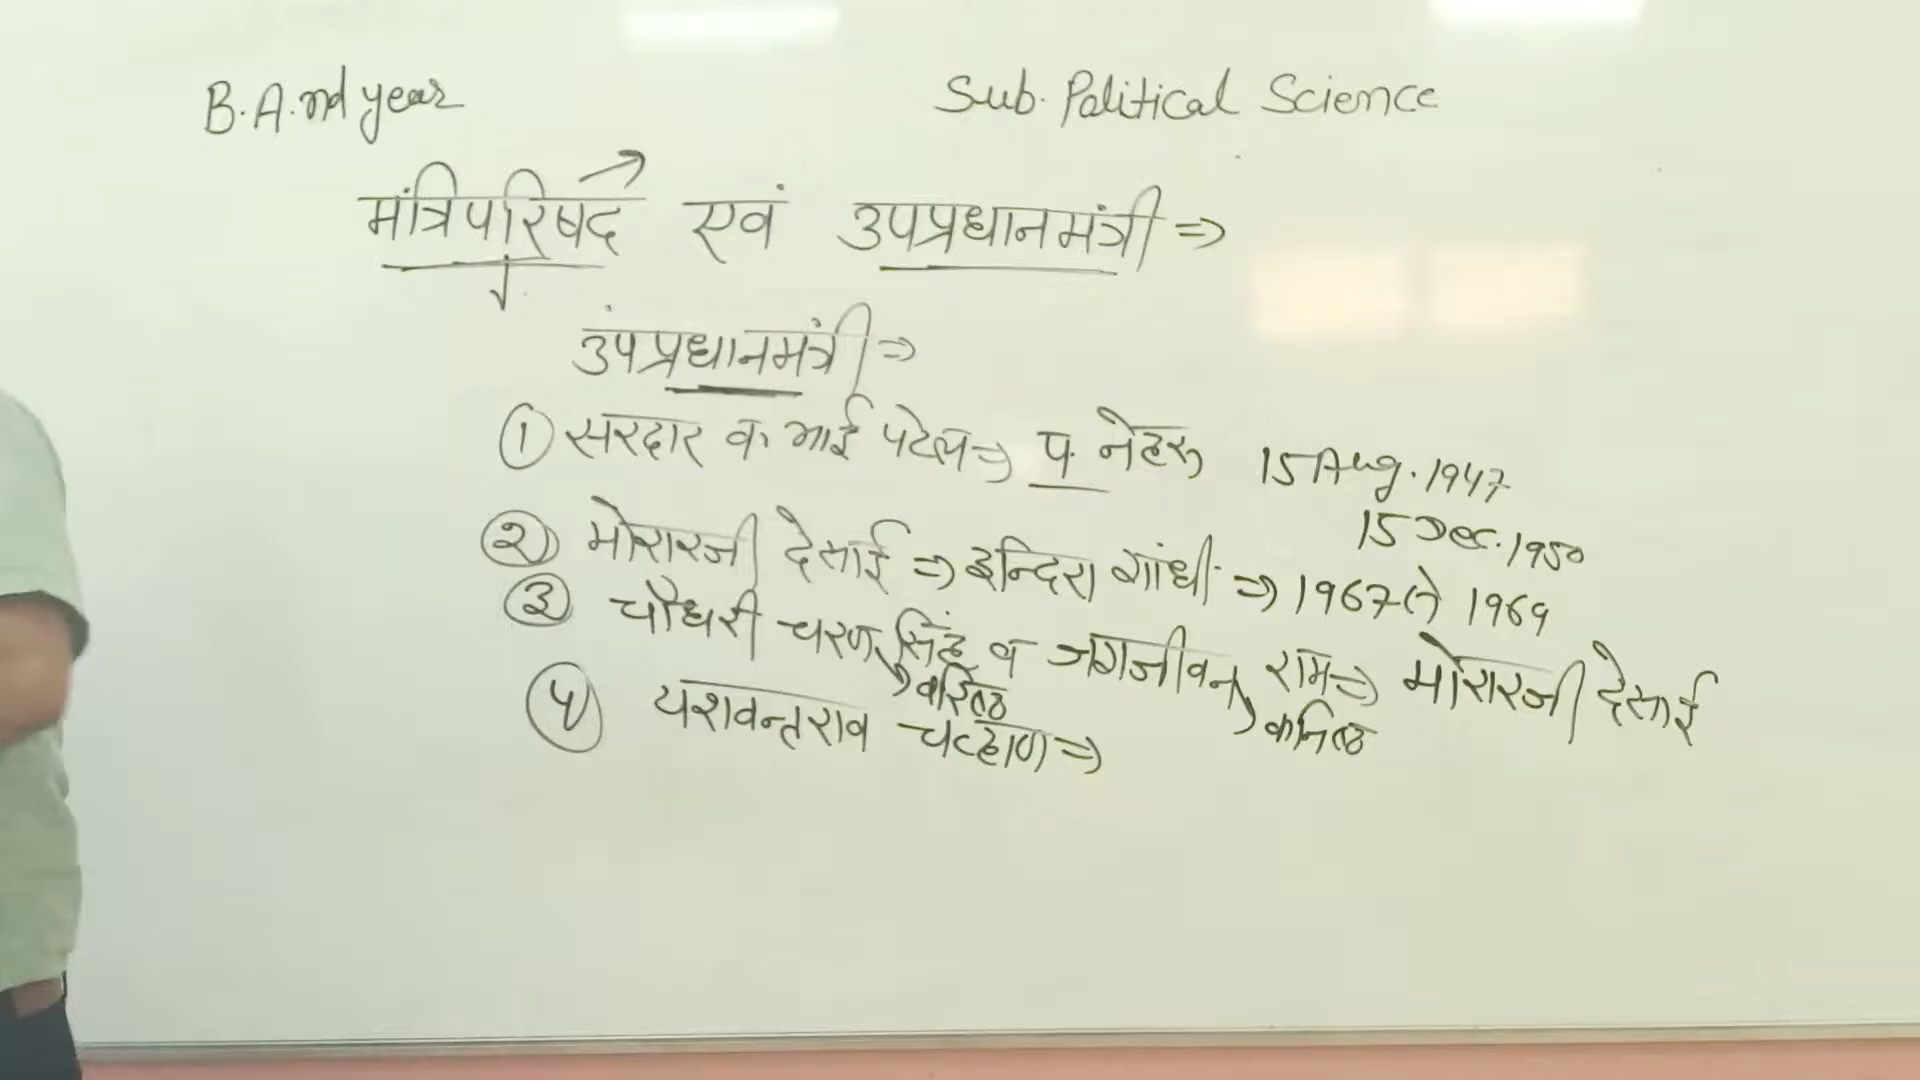 B.A. IInd year
Sub. Political Science
मंत्रिपरिषद एवं उपप्रधानमंत्री ⇒
उपप्रधानमंत्री ⇒
① सरदार व. भाई पटेल ⇒ प. नेहरू 15 Aug. 1947
15 Dec. 1950
② मोरारजी देसाई ⇒ इन्दिरा गांधी ⇒ 1967 से 1969
③ चौधरी चरण सिंह व जगजीवन राम ⇒ मोरारजी देसाई
वरिष्ठ कनिष्ठ
④ यशवन्तराव चव्हाण ⇒